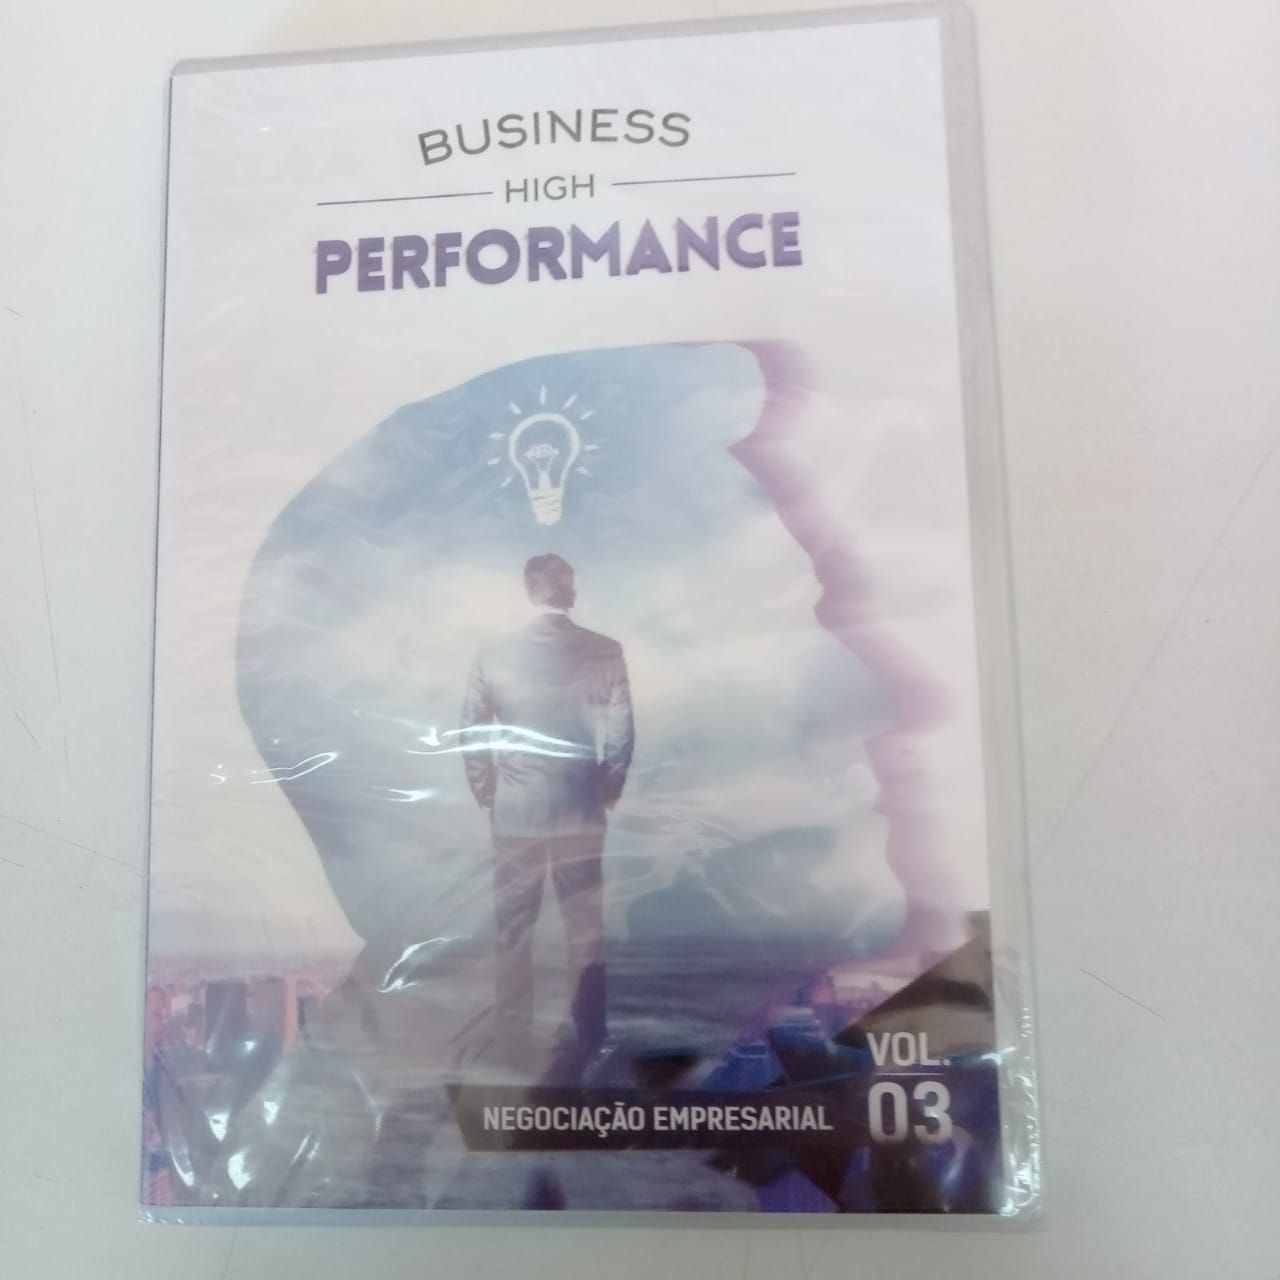 BUSINESS
HIGH
PERFORMANCE
VOL.
03
NEGOCIAÇÃO EMPRESARIAL